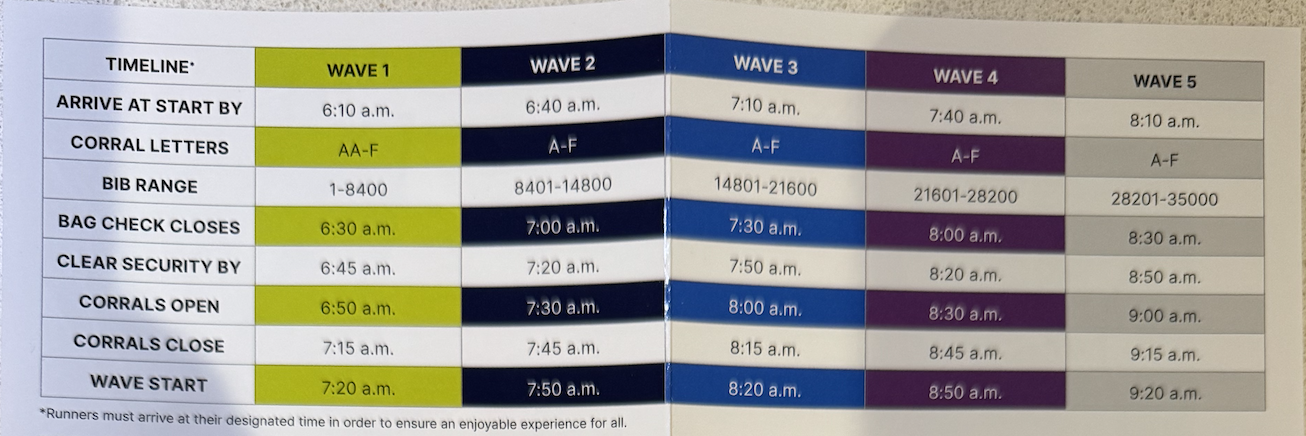 TIMELINE* WAVE 1 WAVE 2 WAVE 3 WAVE 4 WAVE 5
ARRIVE AT START BY 6:10 a.m. 6:40 a.m. 7:10 a.m. 7:40 a.m. 8:10 a.m.
CORRAL LETTERS AA-F A-F A-F A-F A-F
BIB RANGE 1-8400 8401-14800 14801-21600 21601-28200 28201-35000
BAG CHECK CLOSES 6:30 a.m. 7:00 a.m. 7:30 a.m. 8:00 a.m. 8:30 a.m.
CLEAR SECURITY BY 6:45 a.m. 7:20 a.m. 7:50 a.m. 8:20 a.m. 8:50 a.m.
CORRALS OPEN 6:50 a.m. 7:30 a.m. 8:00 a.m. 8:30 a.m. 9:00 a.m.
CORRALS CLOSE 7:15 a.m. 7:45 a.m. 8:15 a.m. 8:45 a.m. 9:15 a.m.
WAVE START 7:20 a.m. 7:50 a.m. 8:20 a.m. 8:50 a.m. 9:20 a.m.
*Runners must arrive at their designated time in order to ensure an enjoyable experience for all.